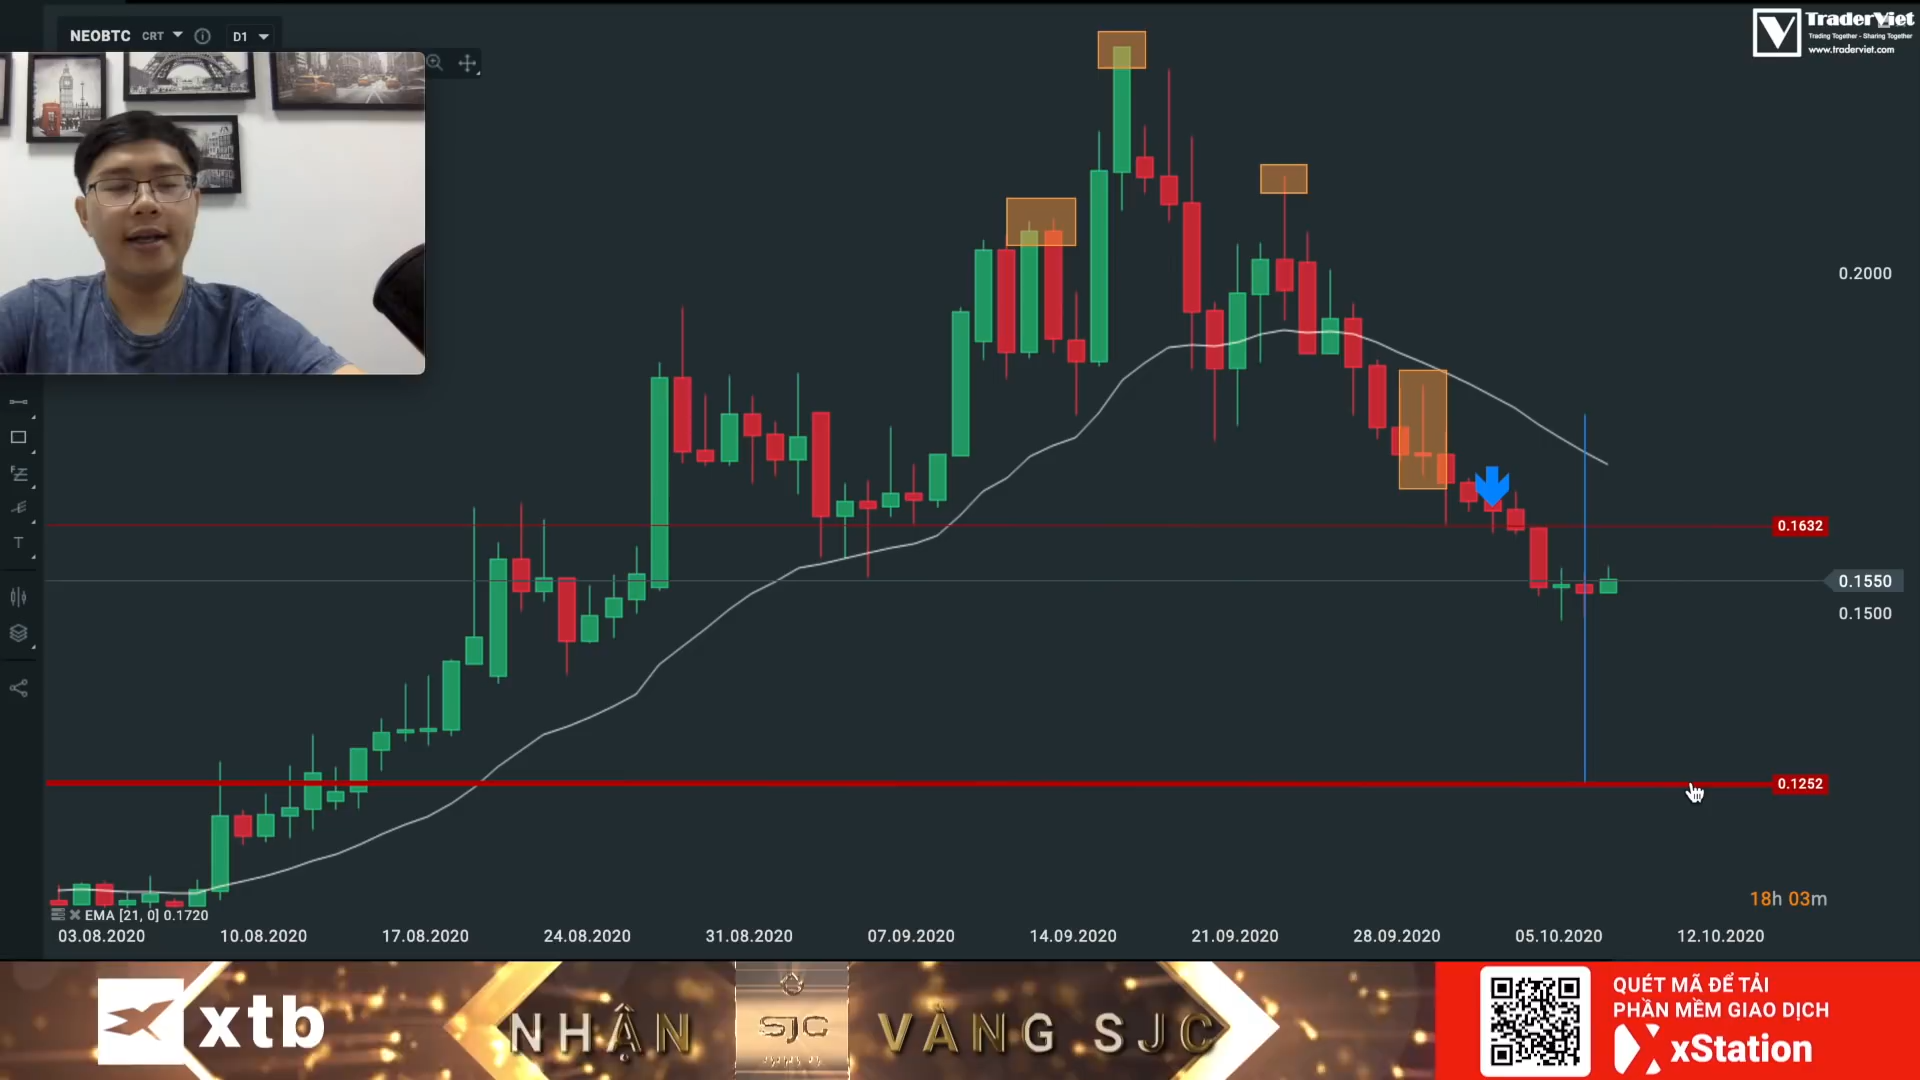 NEOBTC CRT D1
TraderViet
Trading Together - Sharing Together
www.traderviet.com
0.2000
0.1632
0.1550
0.1500
0.1252
18h 03m
EMA [21, 0] 0.1720
03.08.2020 10.08.2020 17.08.2020 24.08.2020 31.08.2020 07.09.2020 14.09.2020 21.09.2020 28.09.2020 05.10.2020 12.10.2020
xtb
NHẬN SJC VÀNG SJC
QUÉT MÃ ĐỂ TẢI
PHẦN MỀM GIAO DỊCH
xStation